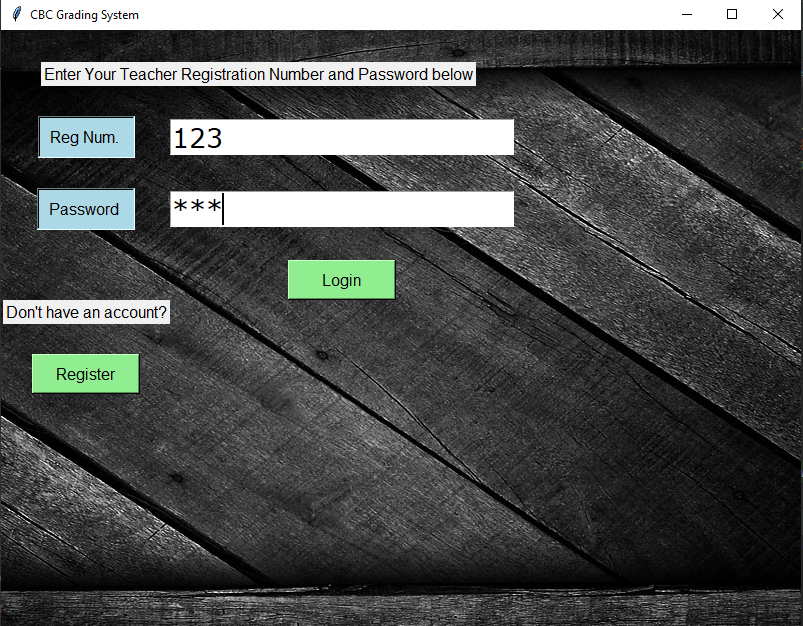 CBC Grading System
Enter Your Teacher Registration Number and Password below
Reg Num.
123
Password
***
Login
Don't have an account?
Register